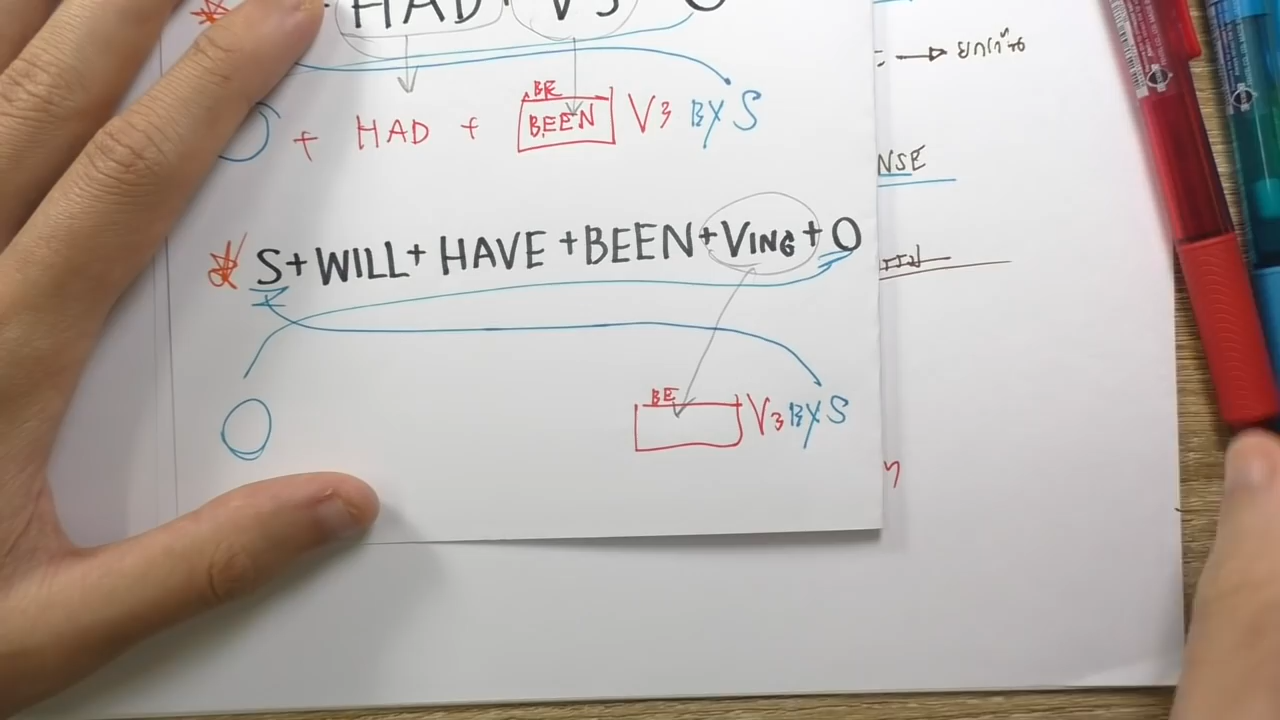 HAD V3 O
→ ยกเว้น
BE
O + HAD + BEEN V3 BY S
NSE
S+WILL+ HAVE +BEEN+VING+O
BE
O V3 BY S